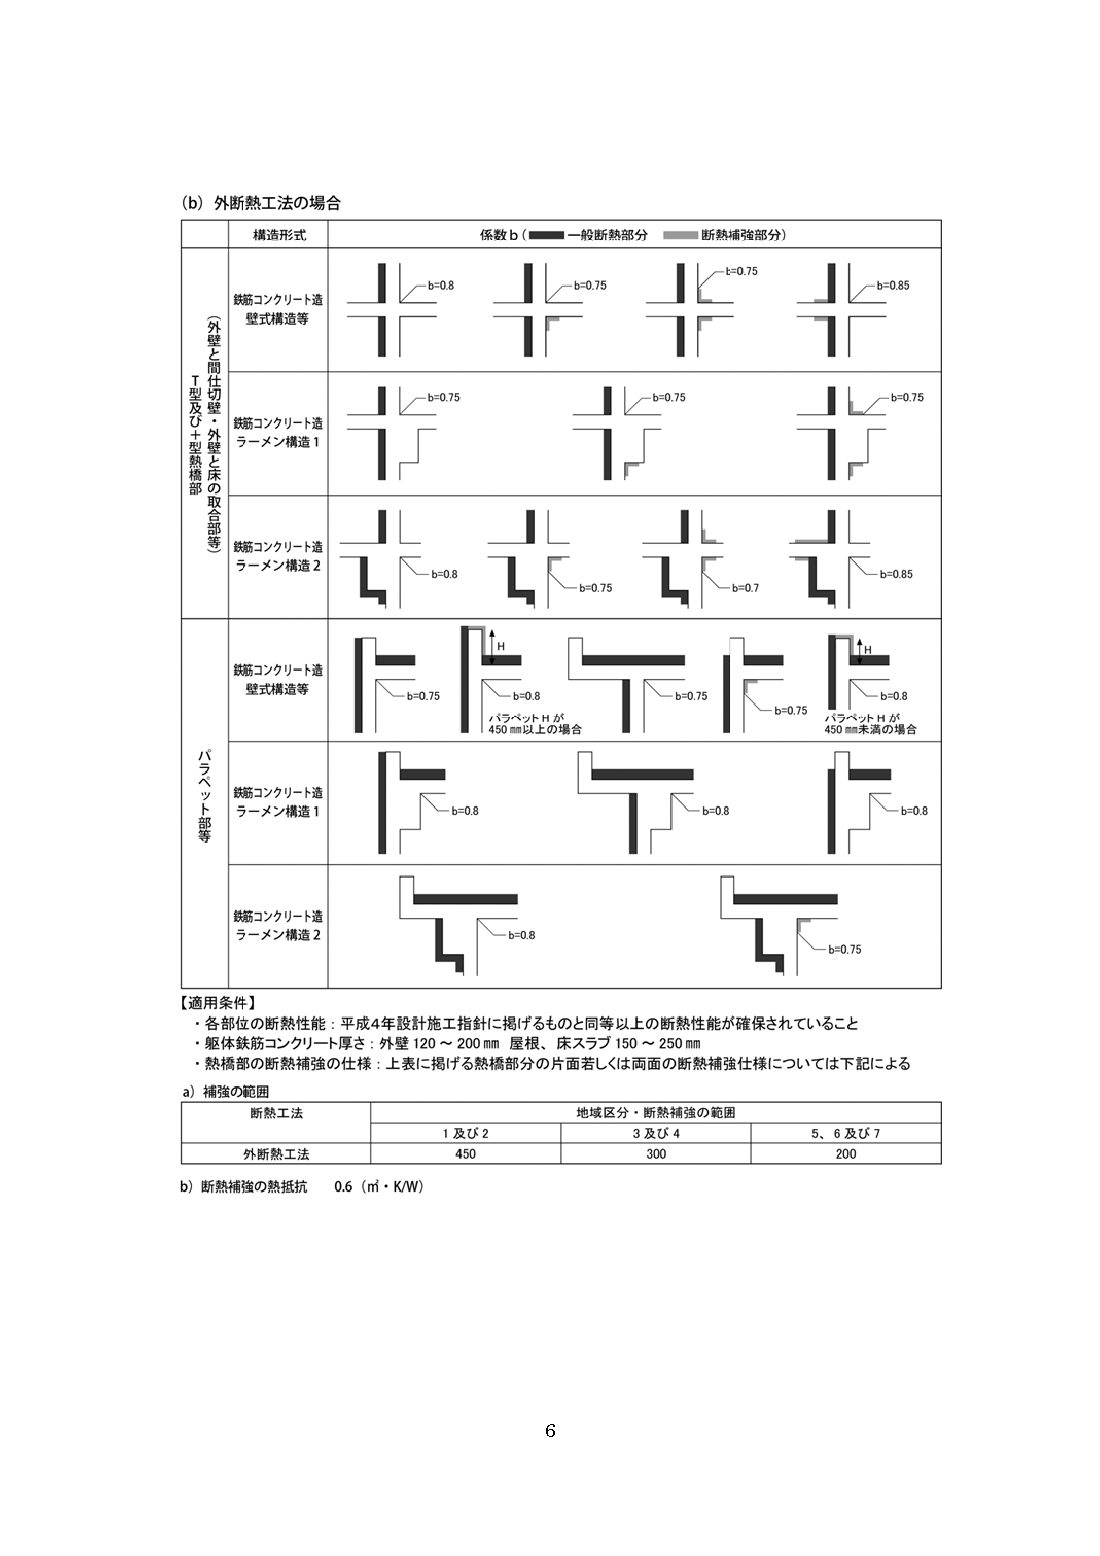 (b) 外断熱工法の場合
構造形式
係数 b ( 一般断熱部分 断熱補強部分)
T型及び十型熱橋部
(外壁と間仕切壁・外壁と床の取合部等)
鉄筋コンクリート造
壁式構造等
b=0.8
b=0.75
b=0.75
b=0.85
鉄筋コンクリート造
ラーメン構造 1
b=0.75
b=0.75
b=0.75
鉄筋コンクリート造
ラーメン構造 2
b=0.8
b=0.75
b=0.7
b=0.85
パラペット部等
鉄筋コンクリート造
壁式構造等
b=0.75
H
b=0.8
パラペット H が
450 ㎜以上の場合
b=0.75
b=0.75
H
b=0.8
パラペット H が
450 ㎜未満の場合
鉄筋コンクリート造
ラーメン構造 1
b=0.8
b=0.8
b=0.8
鉄筋コンクリート造
ラーメン構造 2
b=0.8
b=0.75
【適用条件】
・各部位の断熱性能:平成4年設計施工指針に掲げるものと同等以上の断熱性能が確保されていること
・躯体鉄筋コンクリート厚さ:外壁 120 ~ 200 ㎜ 屋根、床スラブ 150 ~ 250 ㎜
・熱橋部の断熱補強の仕様:上表に掲げる熱橋部分の片面若しくは両面の断熱補強仕様については下記による
a) 補強の範囲
断熱工法
地域区分・断熱補強の範囲
1 及び 2
3 及び 4
5、6 及び 7
外断熱工法
450
300
200
b) 断熱補強の熱抵抗 0.6 (㎡・K/W)
6